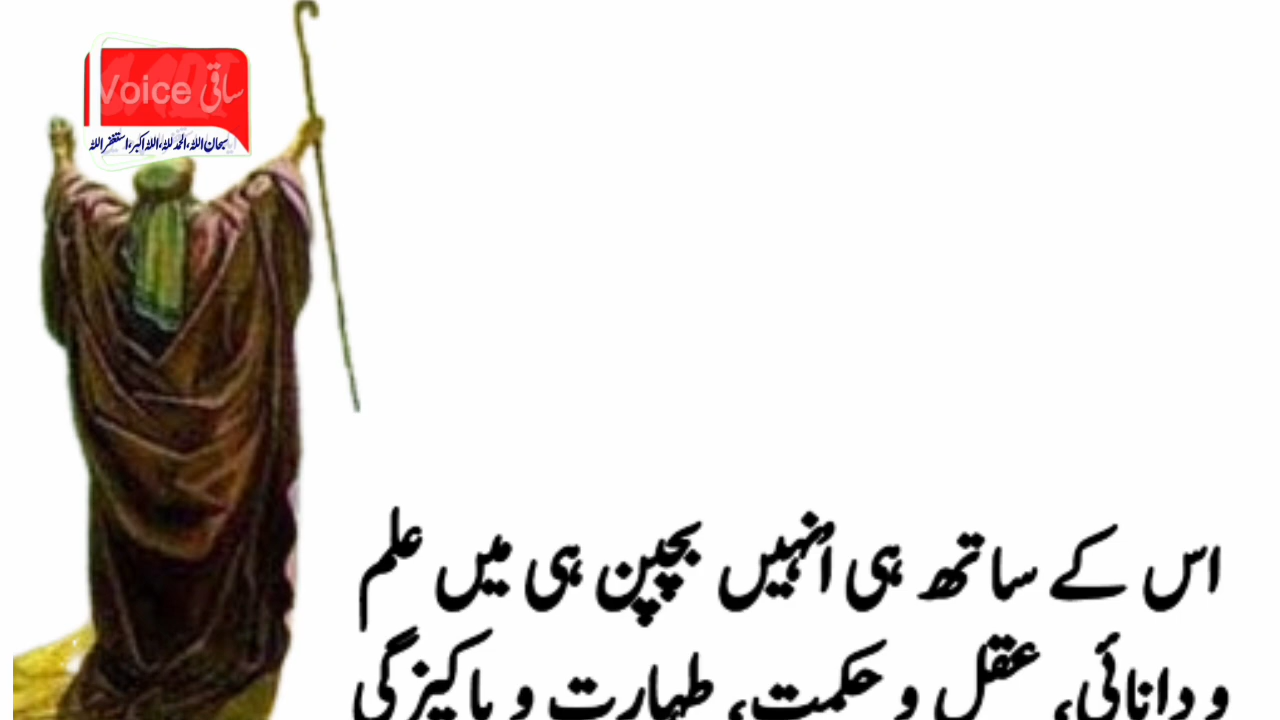 Voice ساقی
سبحان اللہ،الحمد للہ،اللہ اکبر،استغفر اللہ
اس کے ساتھ ہی اُنہیں بچپن ہی میں علم
و دانائی، عقل و حکمت، طہارت و پاکیزگی